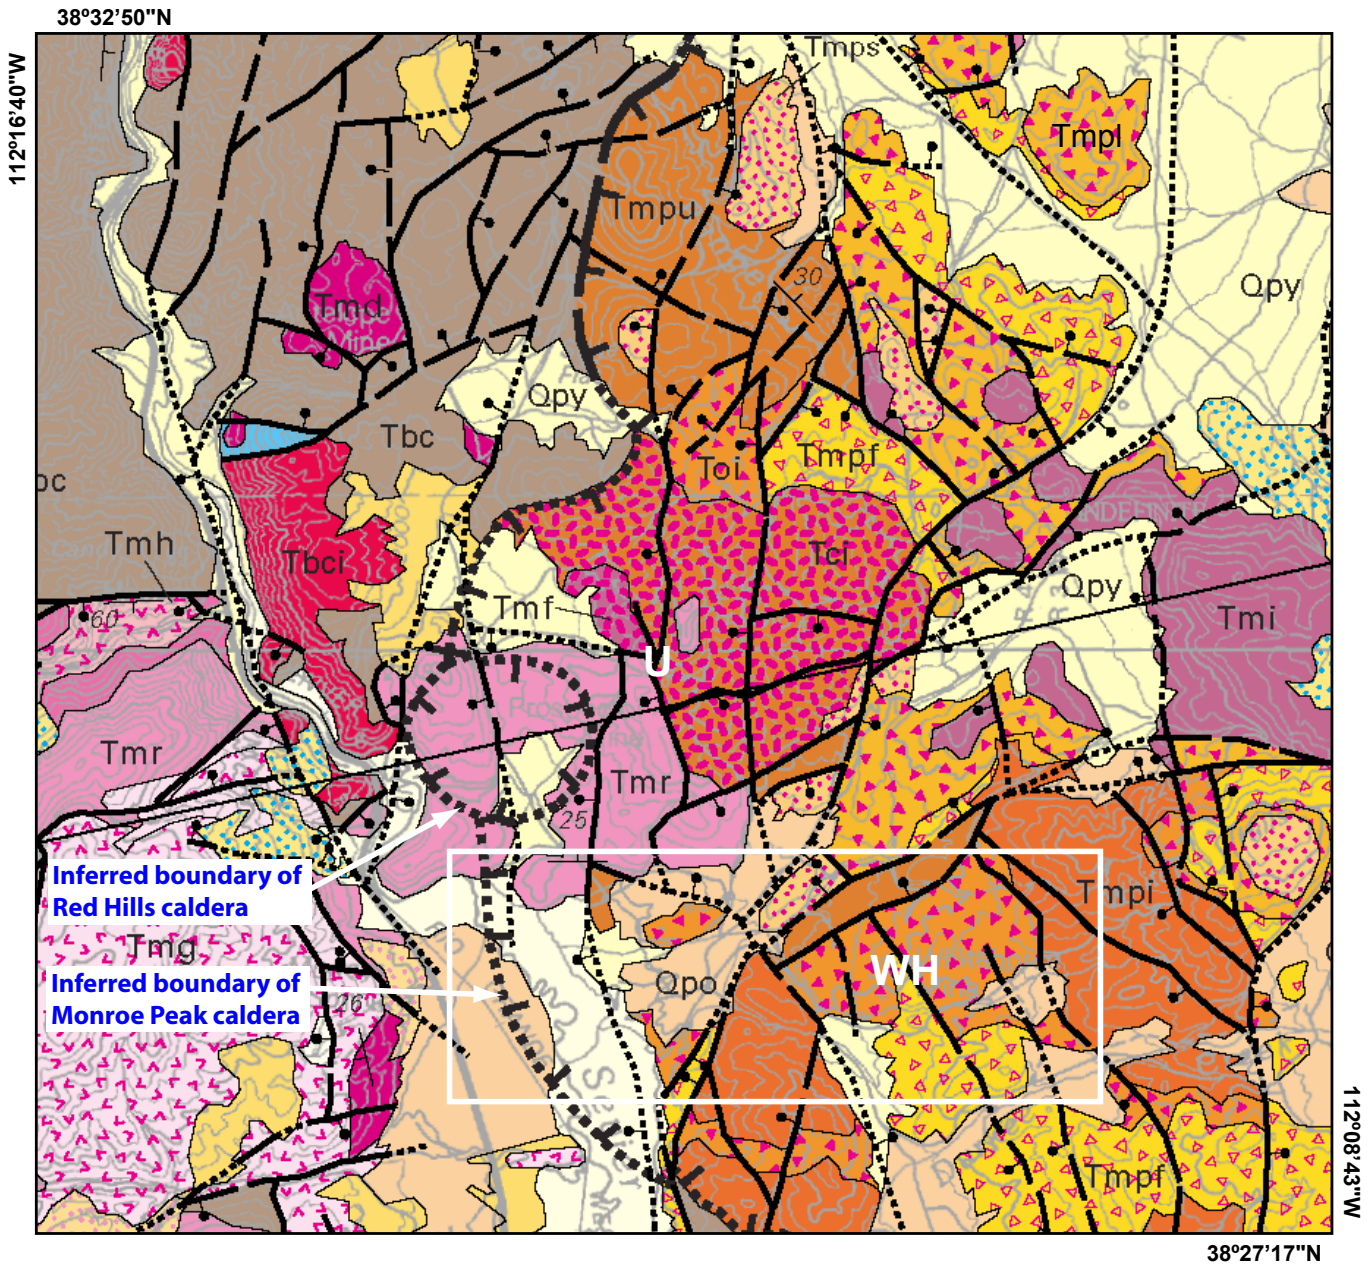 38º32’50"N
112º16’40"W
Tmps
Tmpl
Tmpu
Qpy
30
Tmd
Mine
Qpy
Tbc
Toi
Tmpf
bc
Tmh
Tbci
Tci
Qpy
Tmf
Tmi
60
U
Tmr
Tmr
25
Inferred boundary of
Red Hills caldera
Tmpi
Tmg
WH
Inferred boundary of
Monroe Peak caldera
Qpo
26
Tmpf
112º08’43"W
38º27’17"N